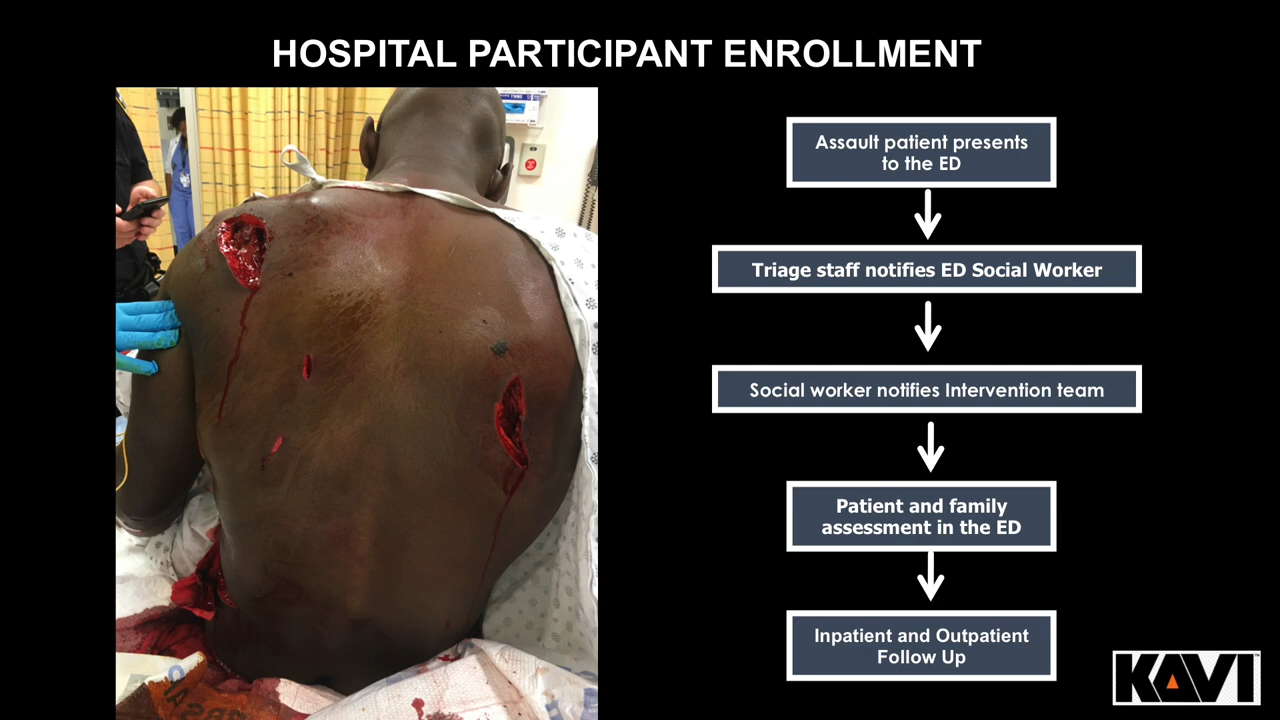 HOSPITAL PARTICIPANT ENROLLMENT
Assault patient presents
to the ED
Triage staff notifies ED Social Worker
Social worker notifies Intervention team
Patient and family
assessment in the ED
Inpatient and Outpatient
Follow Up
KAVI